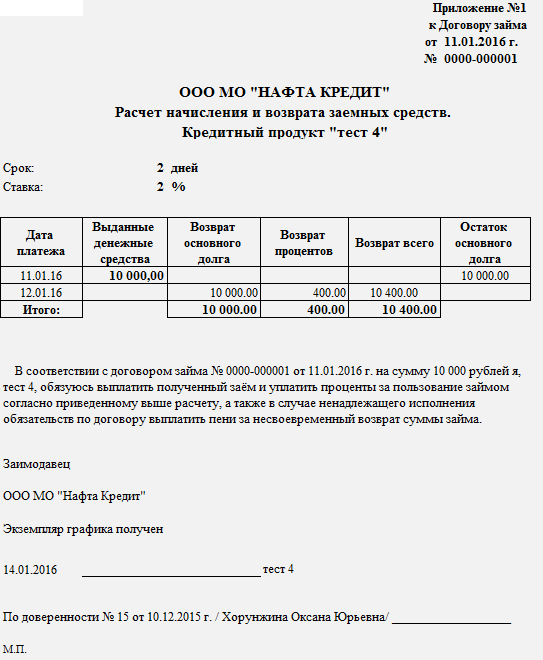 Приложение №1
к Договору займа
от 11.01.2016 г.
№ 0000-000001
ООО МО "НАФТА КРЕДИТ"
Расчет начисления и возврата заемных средств.
Кредитный продукт "тест 4"
Срок: 2 дней
Ставка: 2 %
Дата платежа Выданные денежные средства Возврат основного долга Возврат процентов Возврат всего Остаток основного долга
11.01.16 10 000,00 10 000.00
12.01.16 10 000.00 400.00 10 400.00
Итого: 10 000.00 400.00 10 400.00
В соответствии с договором займа № 0000-000001 от 11.01.2016 г. на сумму 10 000 рублей я,
тест 4, обязуюсь выплатить полученный заём и уплатить проценты за пользование займом
согласно приведенному выше расчету, а также в случае ненадлежащего исполнения
обязательств по договору выплатить пени за несвоевременный возврат суммы займа.
Заимодавец
ООО МО "Нафта Кредит"
Экземпляр графика получен
14.01.2016 тест 4
По доверенности № 15 от 10.12.2015 г. / Хорунжина Оксана Юрьевна/
М.П.